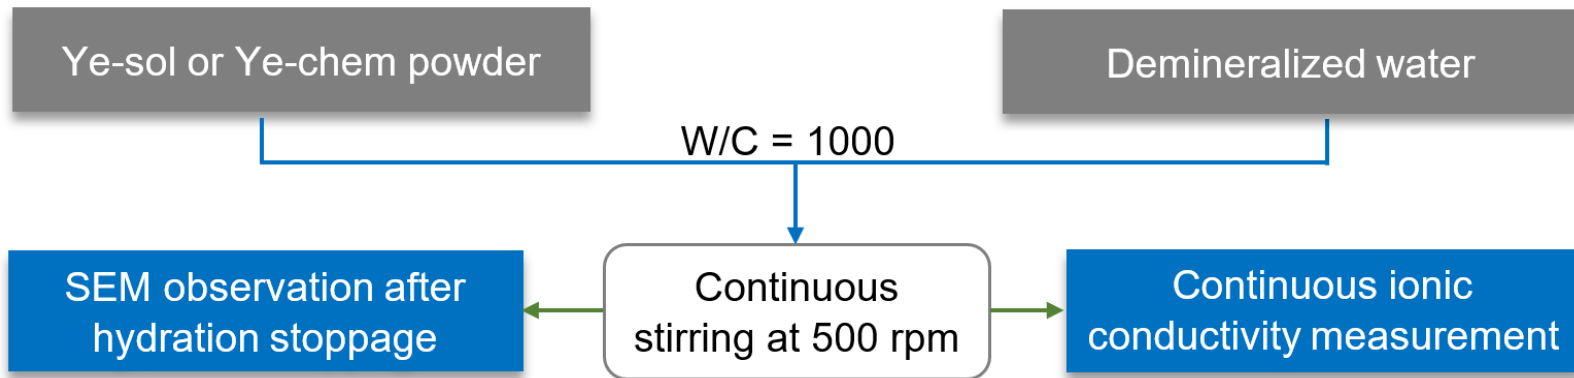 Ye-sol or Ye-chem powder
Demineralized water
W/C = 1000
SEM observation after
hydration stoppage
Continuous
stirring at 500 rpm
Continuous ionic
conductivity measurement